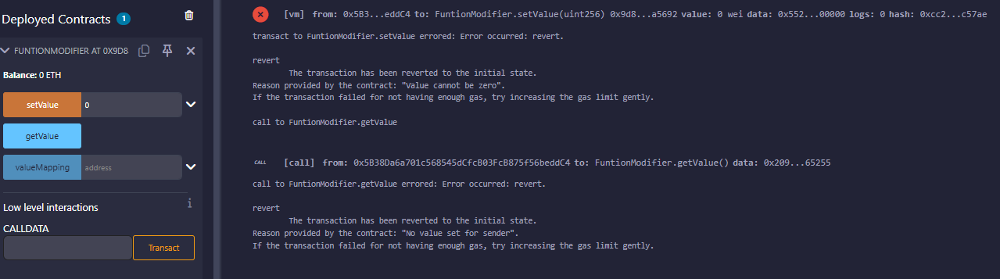 Deployed Contracts 1
FUNTIONMODIFIER AT 0X9D8
Balance: 0 ETH
setValue 0
getValue
valueMapping address
Low level interactions i
CALLDATA
Transact
[vm] from: 0x5B3...eddC4 to: FuntionModifier.setValue(uint256) 0x9d8...a5692 value: 0 wei data: 0x552...00000 logs: 0 hash: 0xcc2...c57ae
transact to FuntionModifier.setValue errored: Error occurred: revert.
revert
The transaction has been reverted to the initial state.
Reason provided by the contract: "Value cannot be zero".
If the transaction failed for not having enough gas, try increasing the gas limit gently.
call to FuntionModifier.getValue
CALL [call] from: 0x5B38Da6a701c568545dCfcB03FcB875f56beddC4 to: FuntionModifier.getValue() data: 0x209...65255
call to FuntionModifier.getValue errored: Error occurred: revert.
revert
The transaction has been reverted to the initial state.
Reason provided by the contract: "No value set for sender".
If the transaction failed for not having enough gas, try increasing the gas limit gently.